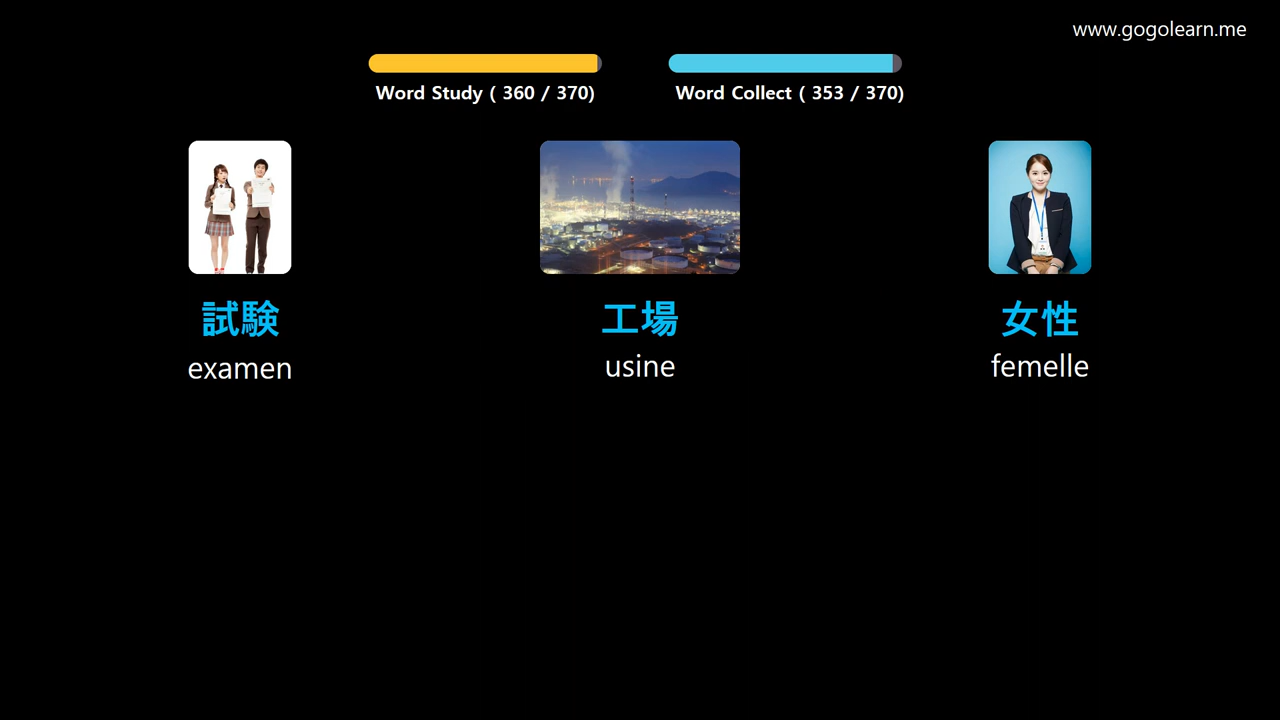 www.gogolearn.me
Word Study ( 360 / 370)
Word Collect ( 353 / 370)
試験
工場
女性
examen
usine
femelle